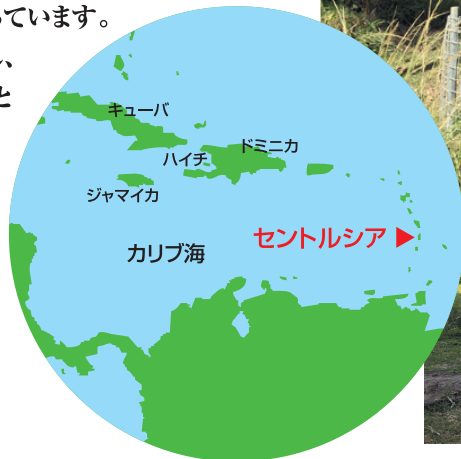 っています。
と
キューバ
ドミニカ
ハイチ
ジャマイカ
セントルシア ▶
カリブ海